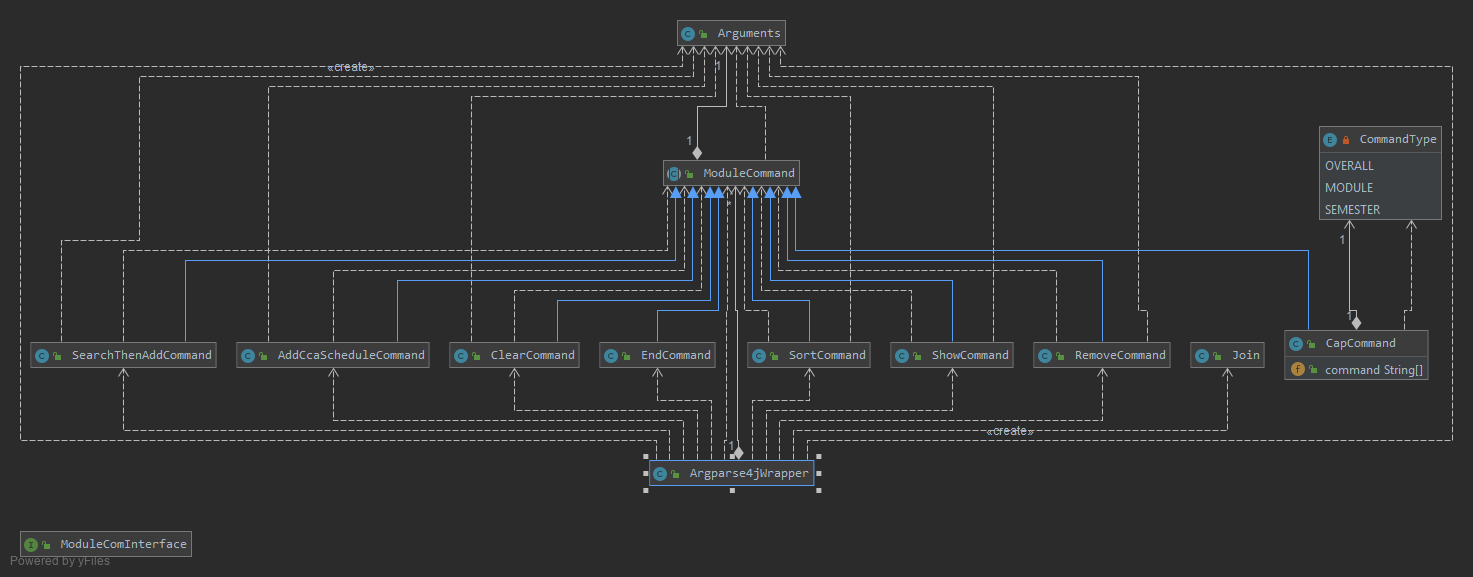 Arguments
«create»
1
1
ModuleCommand
*
CommandType
OVERALL
MODULE
SEMESTER
1
1
SearchThenAddCommand
AddCcaScheduleCommand
ClearCommand
EndCommand
SortCommand
ShowCommand
RemoveCommand
Join
CapCommand
command String[]
«create»
1
Argparse4jWrapper
ModuleComInterface
Powered by yFiles